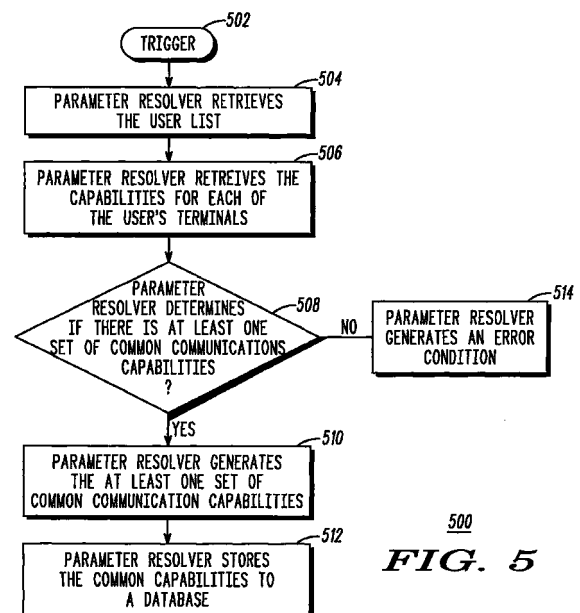 502
TRIGGER
504
PARAMETER RESOLVER RETRIEVES
THE USER LIST
506
PARAMETER RESOLVER RETREIVES THE
CAPABILITIES FOR EACH OF
THE USER'S TERMINALS
508
PARAMETER
RESOLVER DETERMINES
IF THERE IS AT LEAST ONE
SET OF COMMON COMMUNICATIONS
CAPABILITIES
?
NO
514
PARAMETER RESOLVER
GENERATES AN ERROR
CONDITION
YES
510
PARAMETER RESOLVER GENERATES
THE AT LEAST ONE SET OF
COMMON COMMUNICATION CAPABILITIES
512
PARAMETER RESOLVER STORES
THE COMMON CAPABILITIES TO
A DATABASE
500
FIG. 5